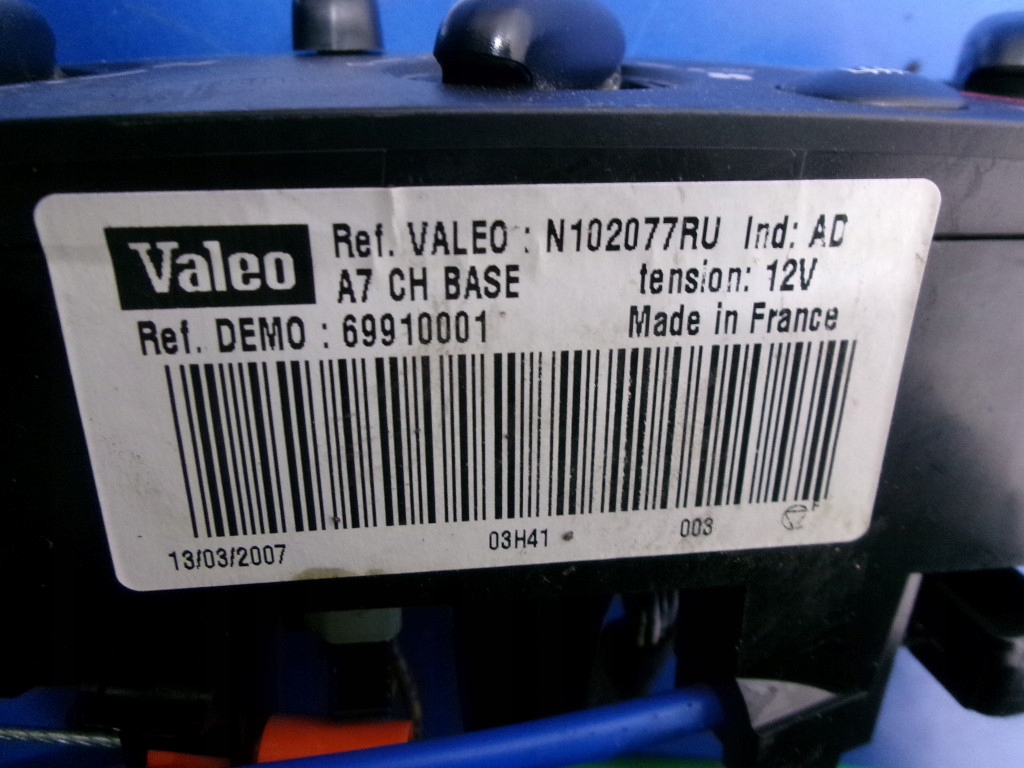 Valeo
Ref. VALEO : N102077RU Ind: AD
A7 CH BASE tension: 12V
Ref. DEMO : 69910001 Made in France
13/03/2007 03H41 003
F